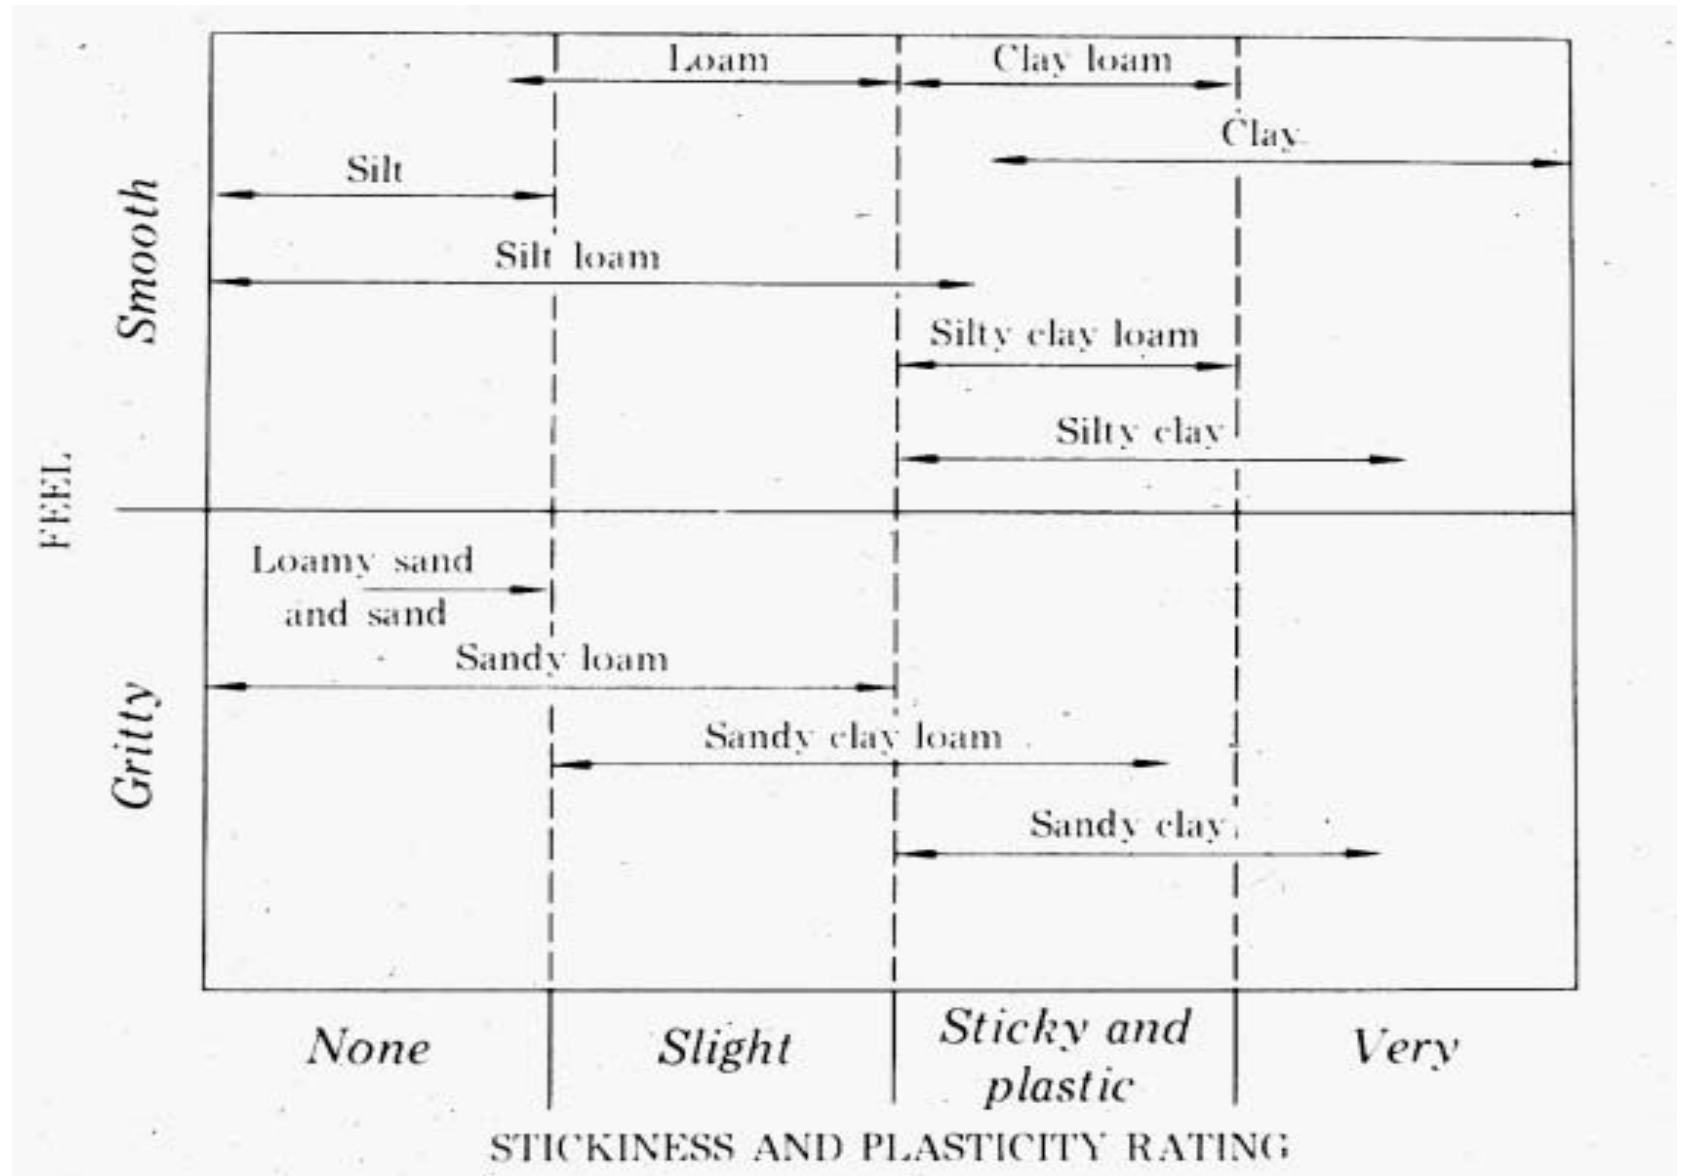 Loam
Clay loam
Clay
Silt
Silt loam
Silty clay loam
Silty clay
Smooth
FEEL
Loamy sand
and sand
Sandy loam
Sandy clay loam
Sandy clay
Gritty
None
Slight
Sticky and
plastic
Very
STICKINESS AND PLASTICITY RATING